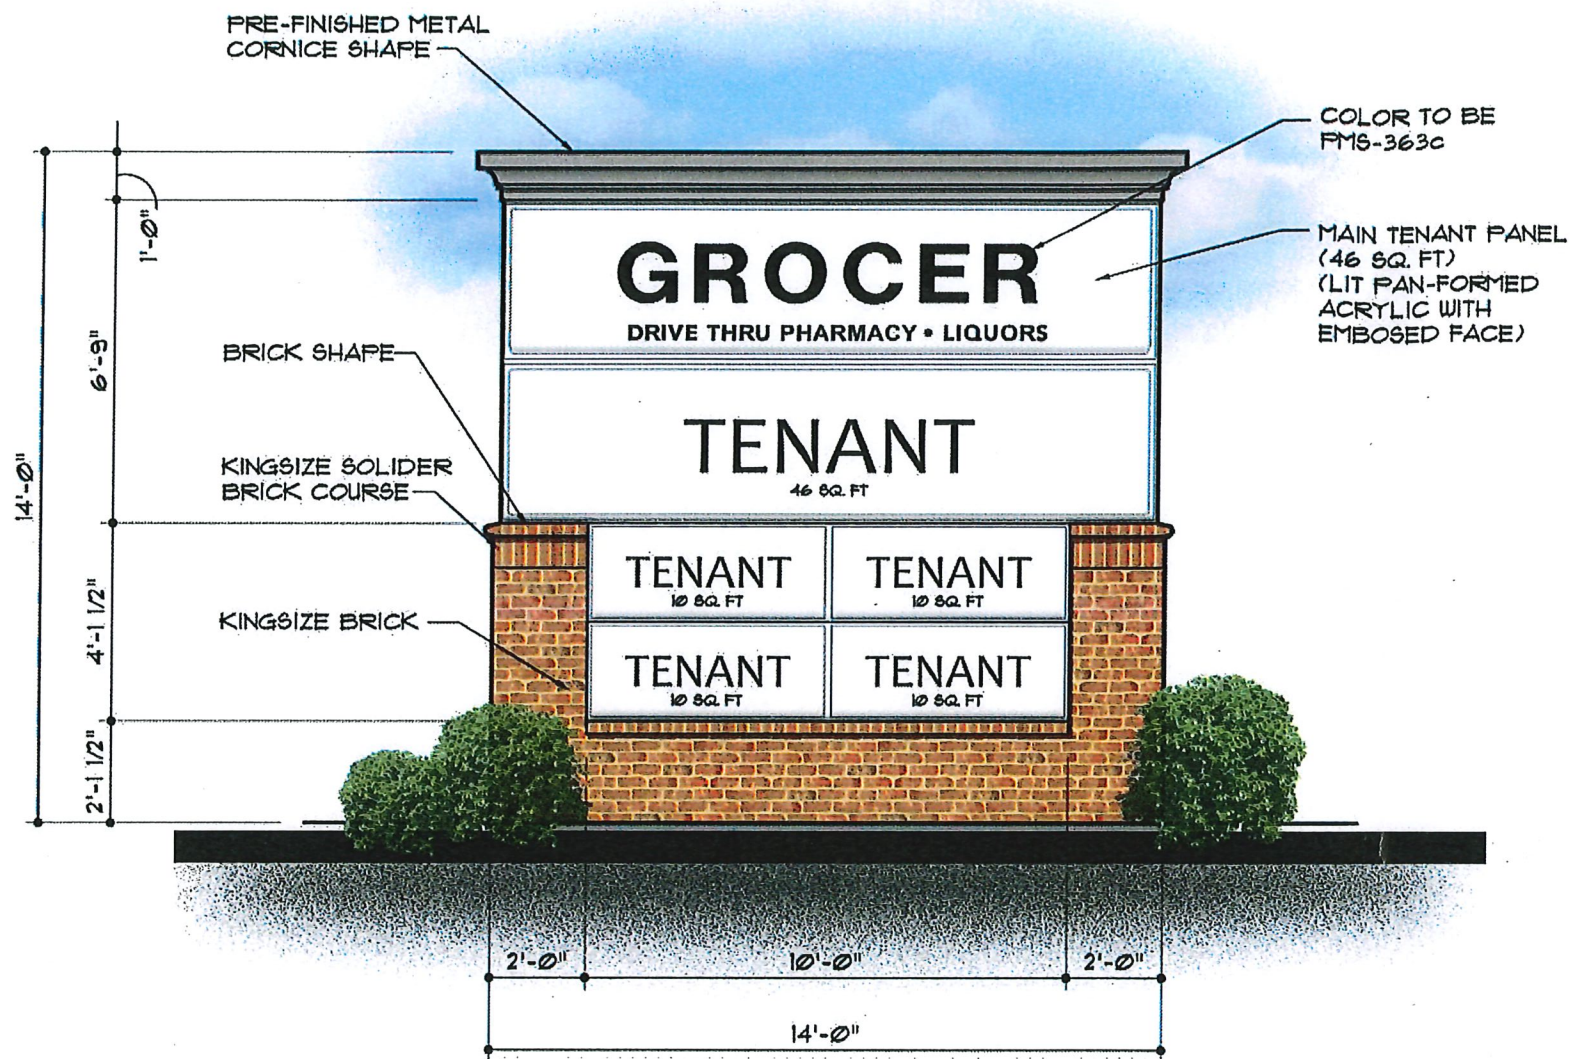 PRE-FINISHED METAL
CORNICE SHAPE
COLOR TO BE
PMS-363c
MAIN TENANT PANEL
(46 SQ. FT)
(LIT PAN-FORMED
ACRYLIC WITH
EMBOSED FACE)
1'-0"
GROCER
DRIVE THRU PHARMACY • LIQUORS
6'-9"
BRICK SHAPE
TENANT
46 SQ. FT
KINGSIZE SOLIDER
BRICK COURSE
14'-0"
TENANT
10 SQ. FT
TENANT
10 SQ. FT
4'-1 1/2"
KINGSIZE BRICK
TENANT
10 SQ. FT
TENANT
10 SQ. FT
2'-1 1/2"
2'-0"
10'-0"
2'-0"
14'-0"